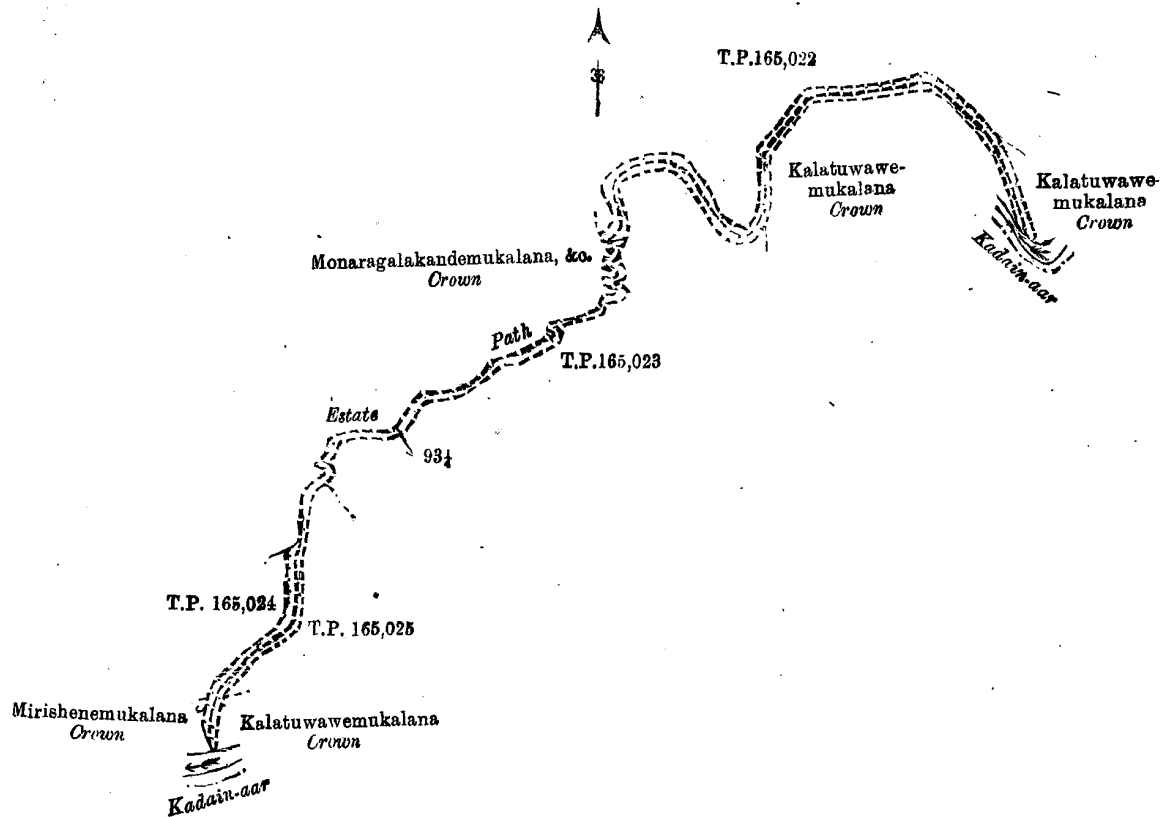 T.P.165,022
Kalatuwawe-
mukalana
Crown
Kalatuwawe-
mukalana
Crown
Kadain-aar
Monaragalakandemukalana, &c.
Crown
Path
T.P.165,023
Estate
93¼
T.P. 165,024
T.P. 165,025
Mirishenemukalana
Crown
Kalatuwawemukalana
Crown
Kadain-aar